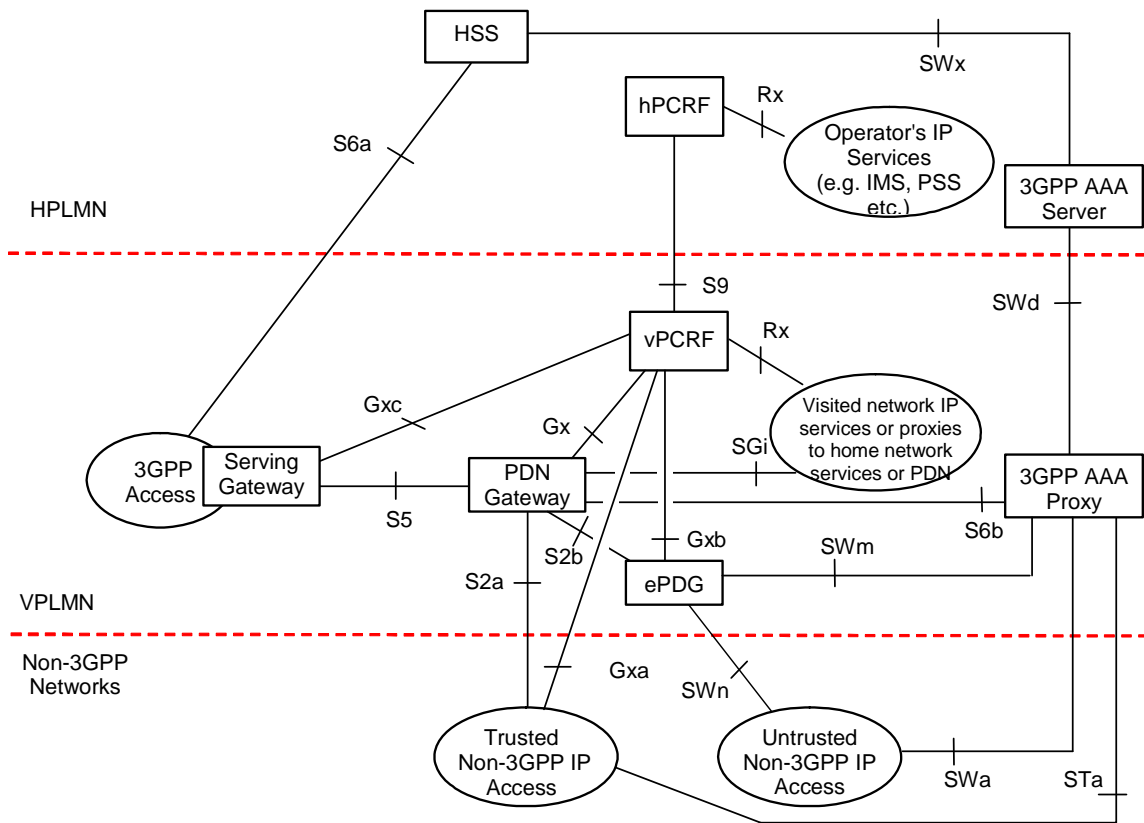 HSS
SWx
hPCRF
Rx
Operator's IP
Services
(e.g. IMS, PSS
etc.)
S6a
3GPP AAA
Server
HPLMN
S9
SWd
vPCRF
Rx
Gxc
Gx
Visited network IP
services or proxies
to home network
services or PDN
SGi
3GPP
Access
Serving
Gateway
S5
PDN
Gateway
3GPP AAA
Proxy
S6b
S2b
Gxb
SWm
S2a
ePDG
VPLMN
Non-3GPP
Networks
Gxa
SWn
Trusted
Non-3GPP IP
Access
Untrusted
Non-3GPP IP
Access
SWa
STa